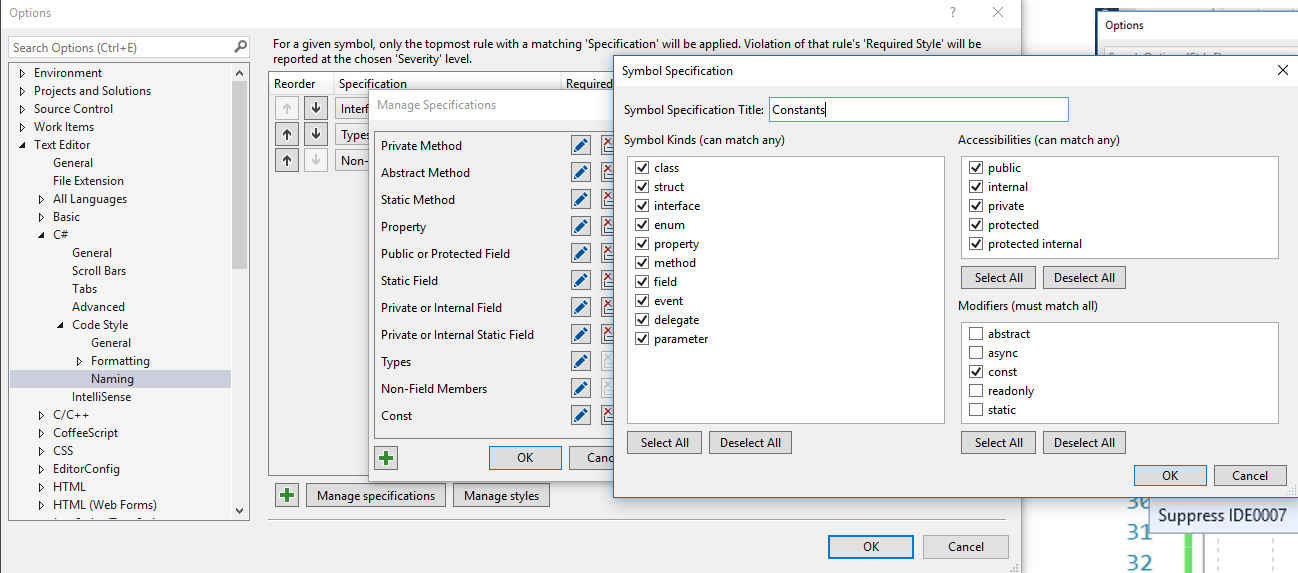 Options
Search Options (Ctrl+E)
Environment
Projects and Solutions
Source Control
Work Items
Text Editor
General
File Extension
All Languages
Basic
C#
General
Scroll Bars
Tabs
Advanced
Code Style
General
Formatting
Naming
IntelliSense
C/C++
CoffeeScript
CSS
EditorConfig
HTML
HTML (Web Forms)
For a given symbol, only the topmost rule with a matching 'Specification' will be applied. Violation of that rule's 'Required Style' will be
reported at the chosen 'Severity' level.
Reorder Specification Required
Interf
Types
Non-
Manage specifications Manage styles
OK Cancel
Manage Specifications
Private Method
Abstract Method
Static Method
Property
Public or Protected Field
Static Field
Private or Internal Field
Private or Internal Static Field
Types
Non-Field Members
Const
OK Canc
Options
Symbol Specification
Symbol Specification Title: Constants
Symbol Kinds (can match any)
class
struct
interface
enum
property
method
field
event
delegate
parameter
Select All Deselect All
Accessibilities (can match any)
public
internal
private
protected
protected internal
Select All Deselect All
Modifiers (must match all)
abstract
async
const
readonly
static
Select All Deselect All
OK Cancel
30
Suppress IDE0007
31
32